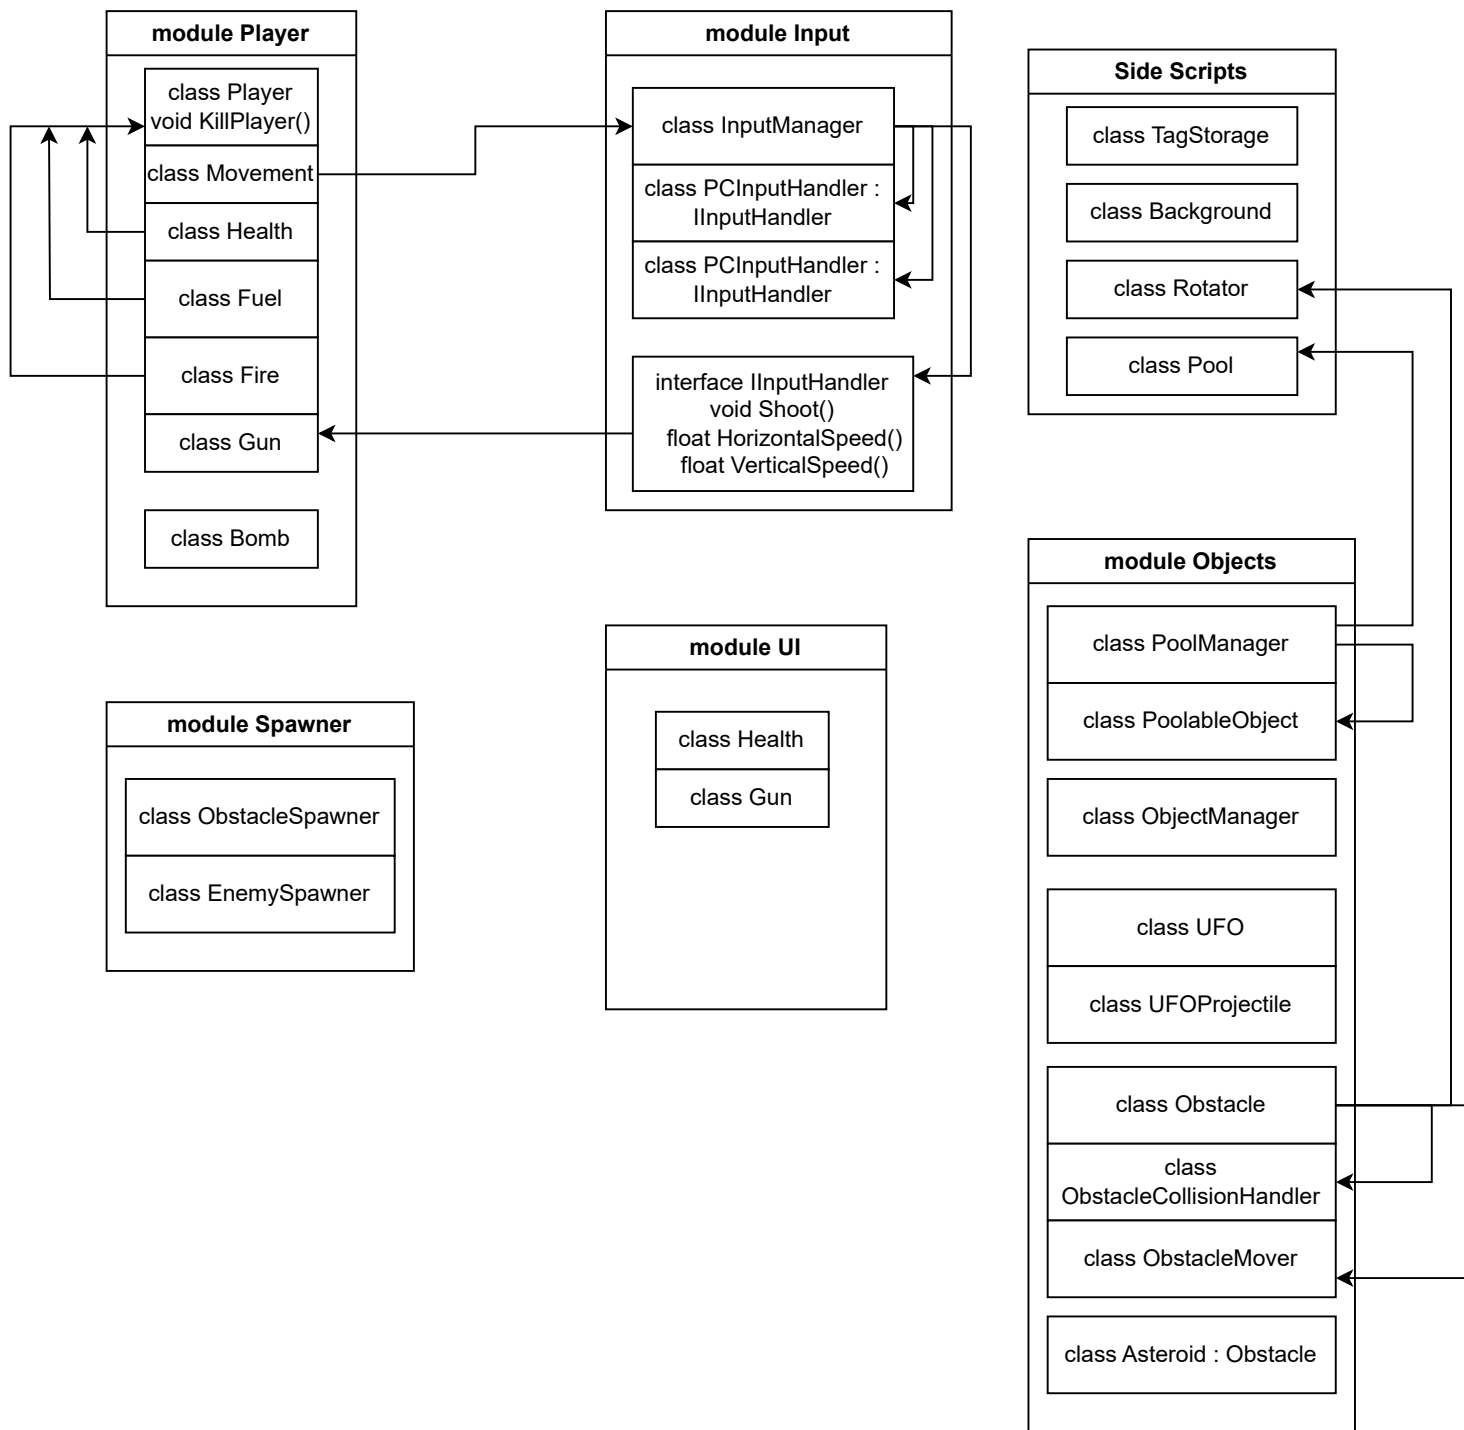 module Player
class Player
void KillPlayer()
class Movement
class Health
class Fuel
class Fire
class Gun
class Bomb
module Input
class InputManager
class PCInputHandler :
IInputHandler
class PCInputHandler :
IInputHandler
interface IInputHandler
void Shoot()
float HorizontalSpeed()
float VerticalSpeed()
Side Scripts
class TagStorage
class Background
class Rotator
class Pool
module Spawner
class ObstacleSpawner
class EnemySpawner
module UI
class Health
class Gun
module Objects
class PoolManager
class PoolableObject
class ObjectManager
class UFO
class UFOProjectile
class Obstacle
class
ObstacleCollisionHandler
class ObstacleMover
class Asteroid : Obstacle